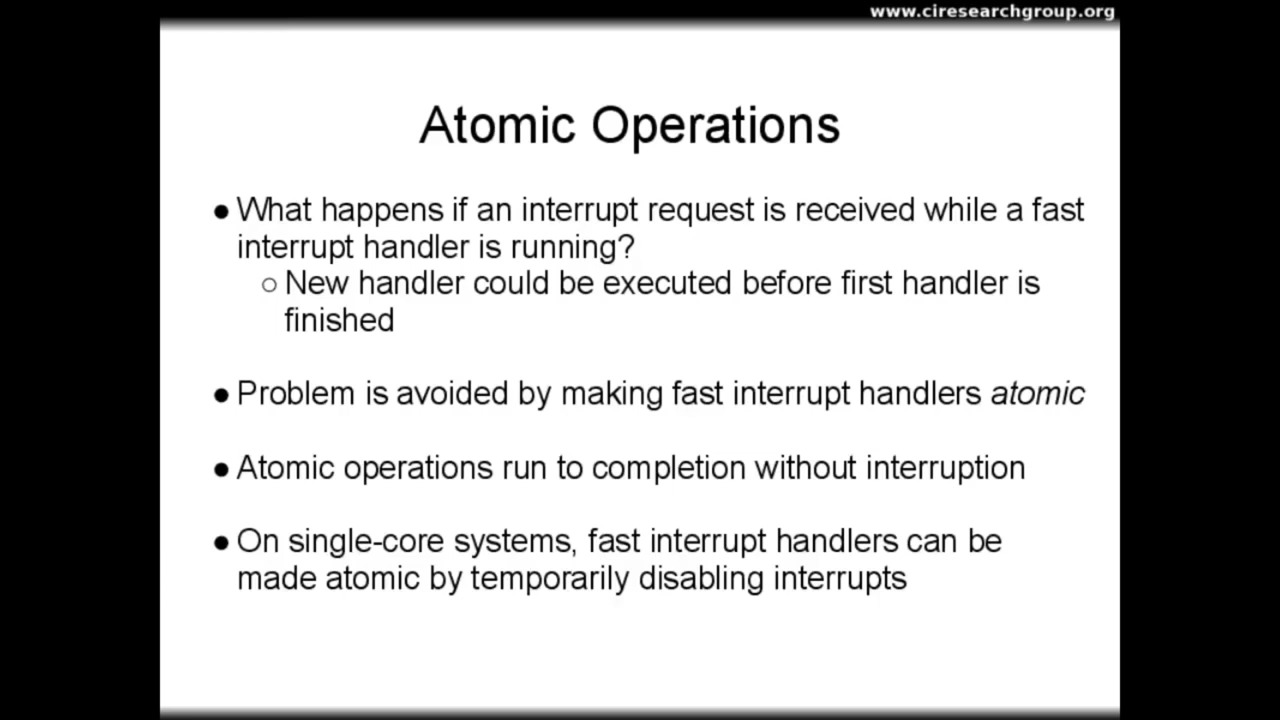 www.ciresearchgroup.org
Atomic Operations
● What happens if an interrupt request is received while a fast
interrupt handler is running?
○ New handler could be executed before first handler is
finished
● Problem is avoided by making fast interrupt handlers atomic
● Atomic operations run to completion without interruption
● On single-core systems, fast interrupt handlers can be
made atomic by temporarily disabling interrupts